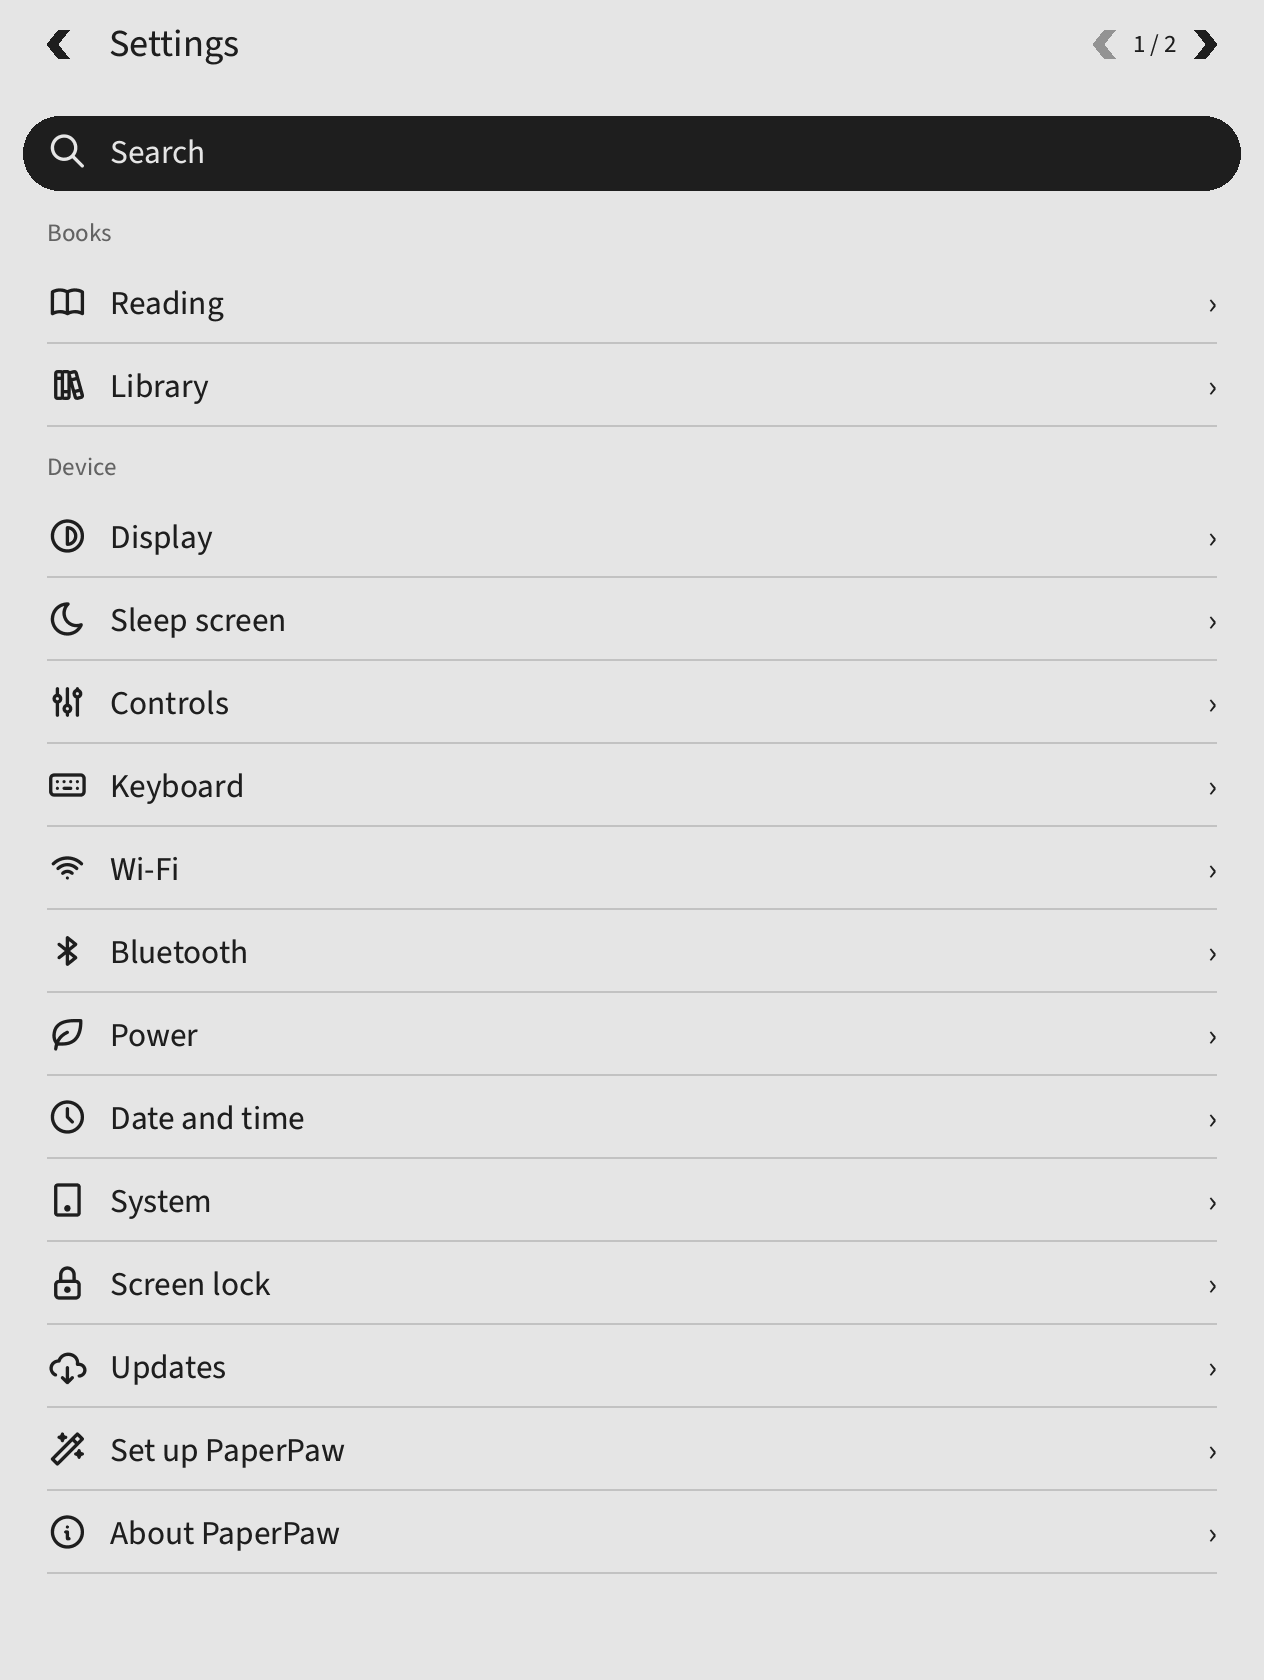 Settings
1 / 2
Search
Books
Reading
Library
Device
Display
Sleep screen
Controls
Keyboard
Wi-Fi
Bluetooth
Power
Date and time
System
Screen lock
Updates
Set up PaperPaw
About PaperPaw